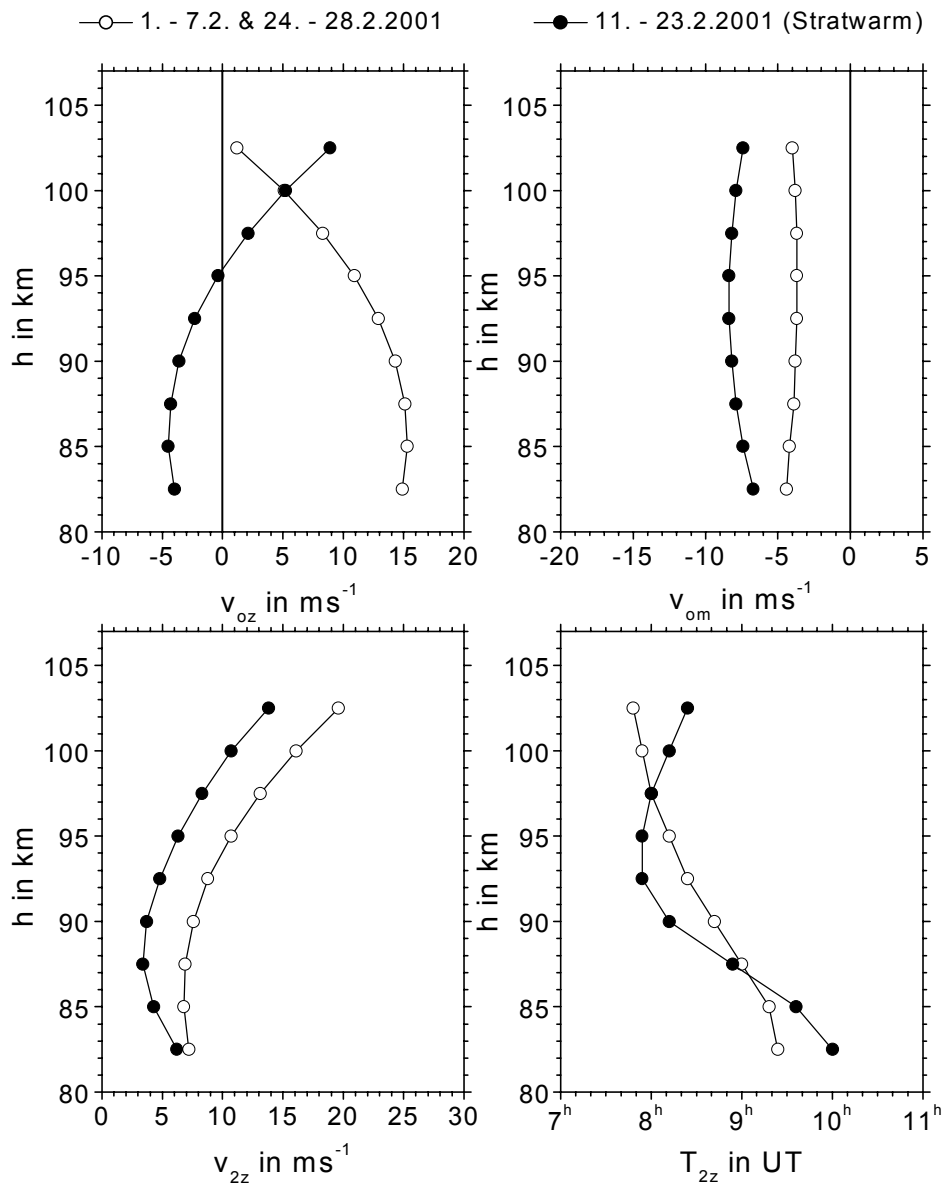 1. - 7.2. & 24. - 28.2.2001 11. - 23.2.2001 (Stratwarm)
105
100
95
90
85
80
h in km
-10 -5 0 5 10 15 20
v_oz in ms^-1
105
100
95
90
85
80
h in km
-20 -15 -10 -5 0 5
v_om in ms^-1
105
100
95
90
85
80
h in km
0 5 10 15 20 25 30
v_2z in ms^-1
105
100
95
90
85
80
h in km
7^h 8^h 9^h 10^h 11^h
T_2z in UT